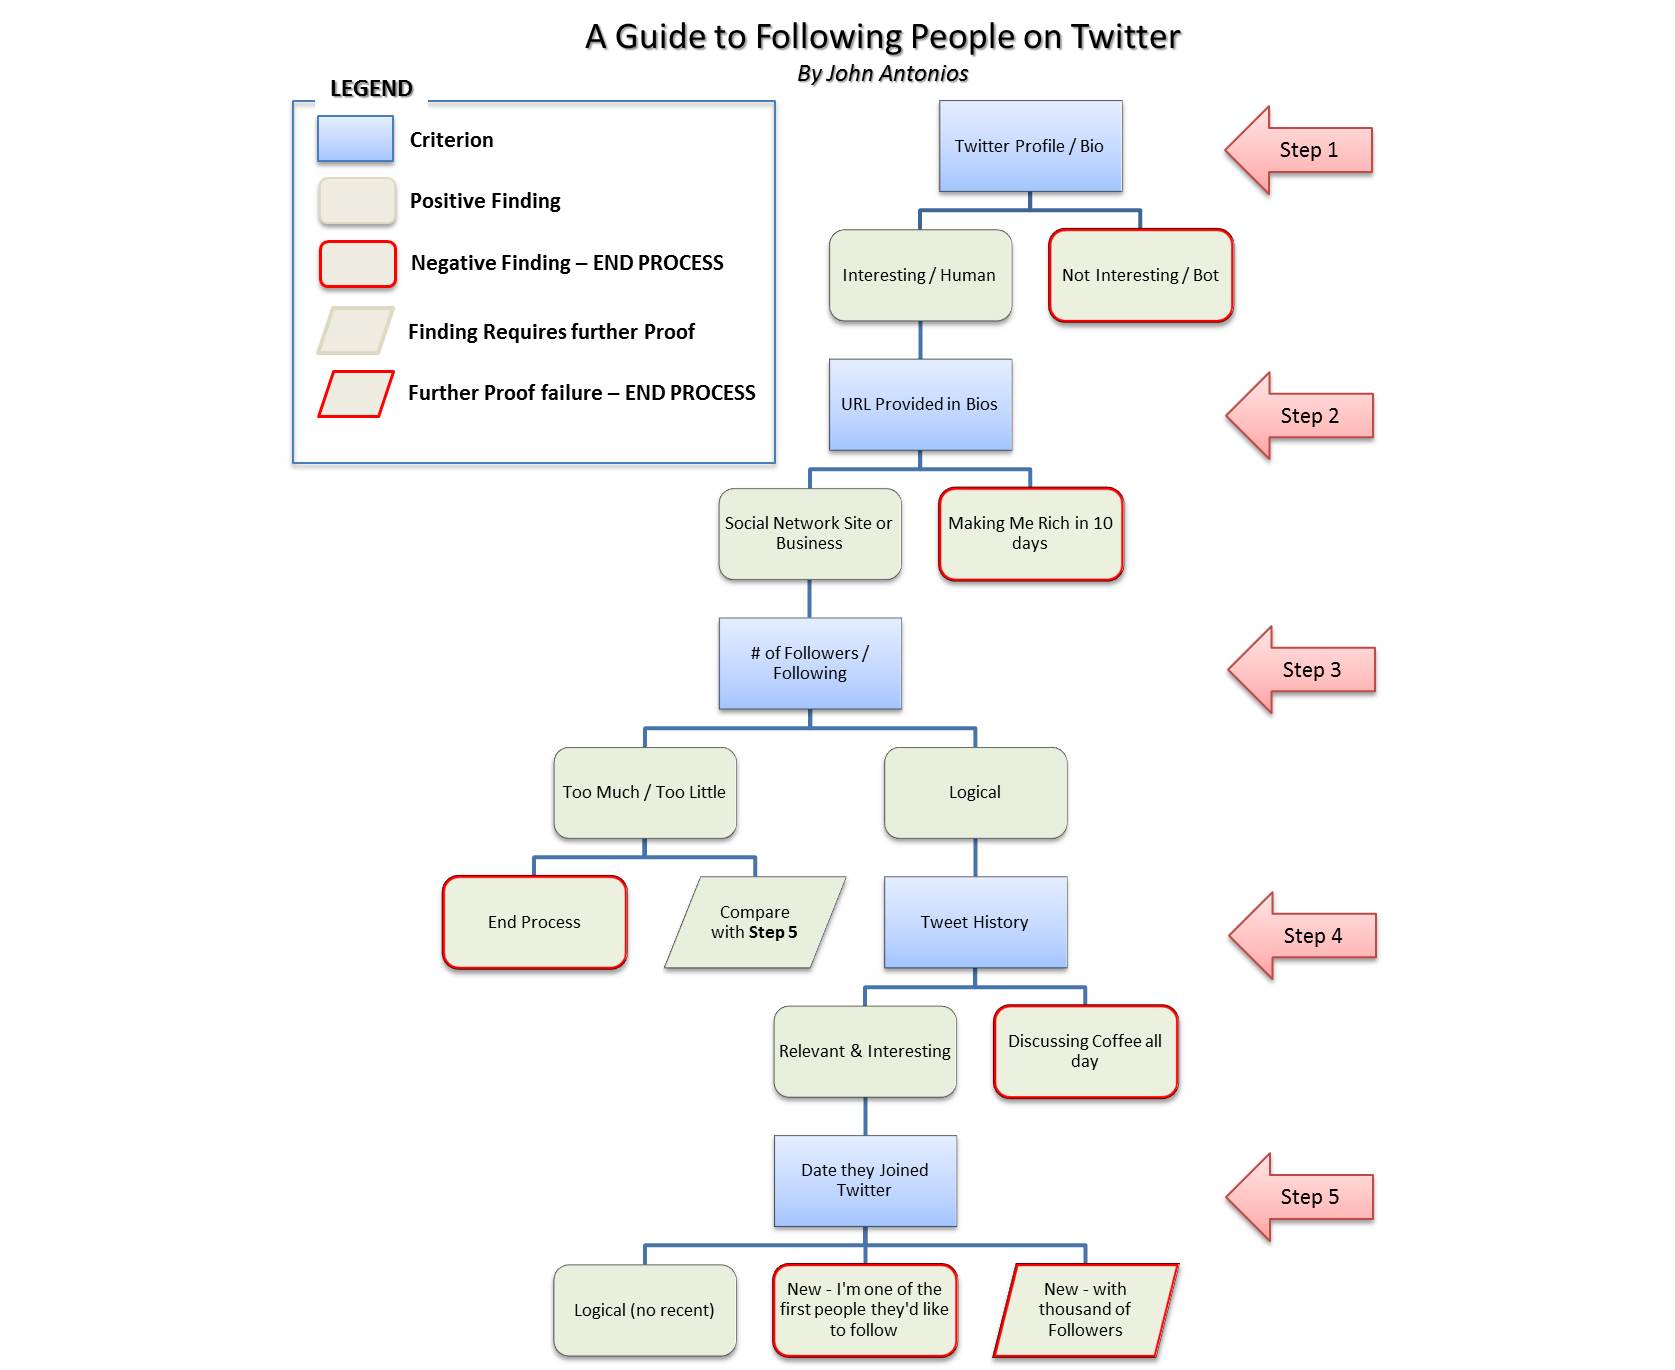 A Guide to Following People on Twitter
By John Antonios
LEGEND
Criterion
Positive Finding
Negative Finding – END PROCESS
Finding Requires further Proof
Further Proof failure – END PROCESS
Twitter Profile / Bio
Step 1
Interesting / Human
Not Interesting / Bot
URL Provided in Bios
Step 2
Social Network Site or
Business
Making Me Rich in 10
days
# of Followers /
Following
Step 3
Too Much / Too Little
Logical
End Process
Compare
with Step 5
Tweet History
Step 4
Relevant & Interesting
Discussing Coffee all
day
Date they Joined
Twitter
Step 5
Logical (no recent)
New - I'm one of the
first people they'd like
to follow
New - with
thousand of
Followers